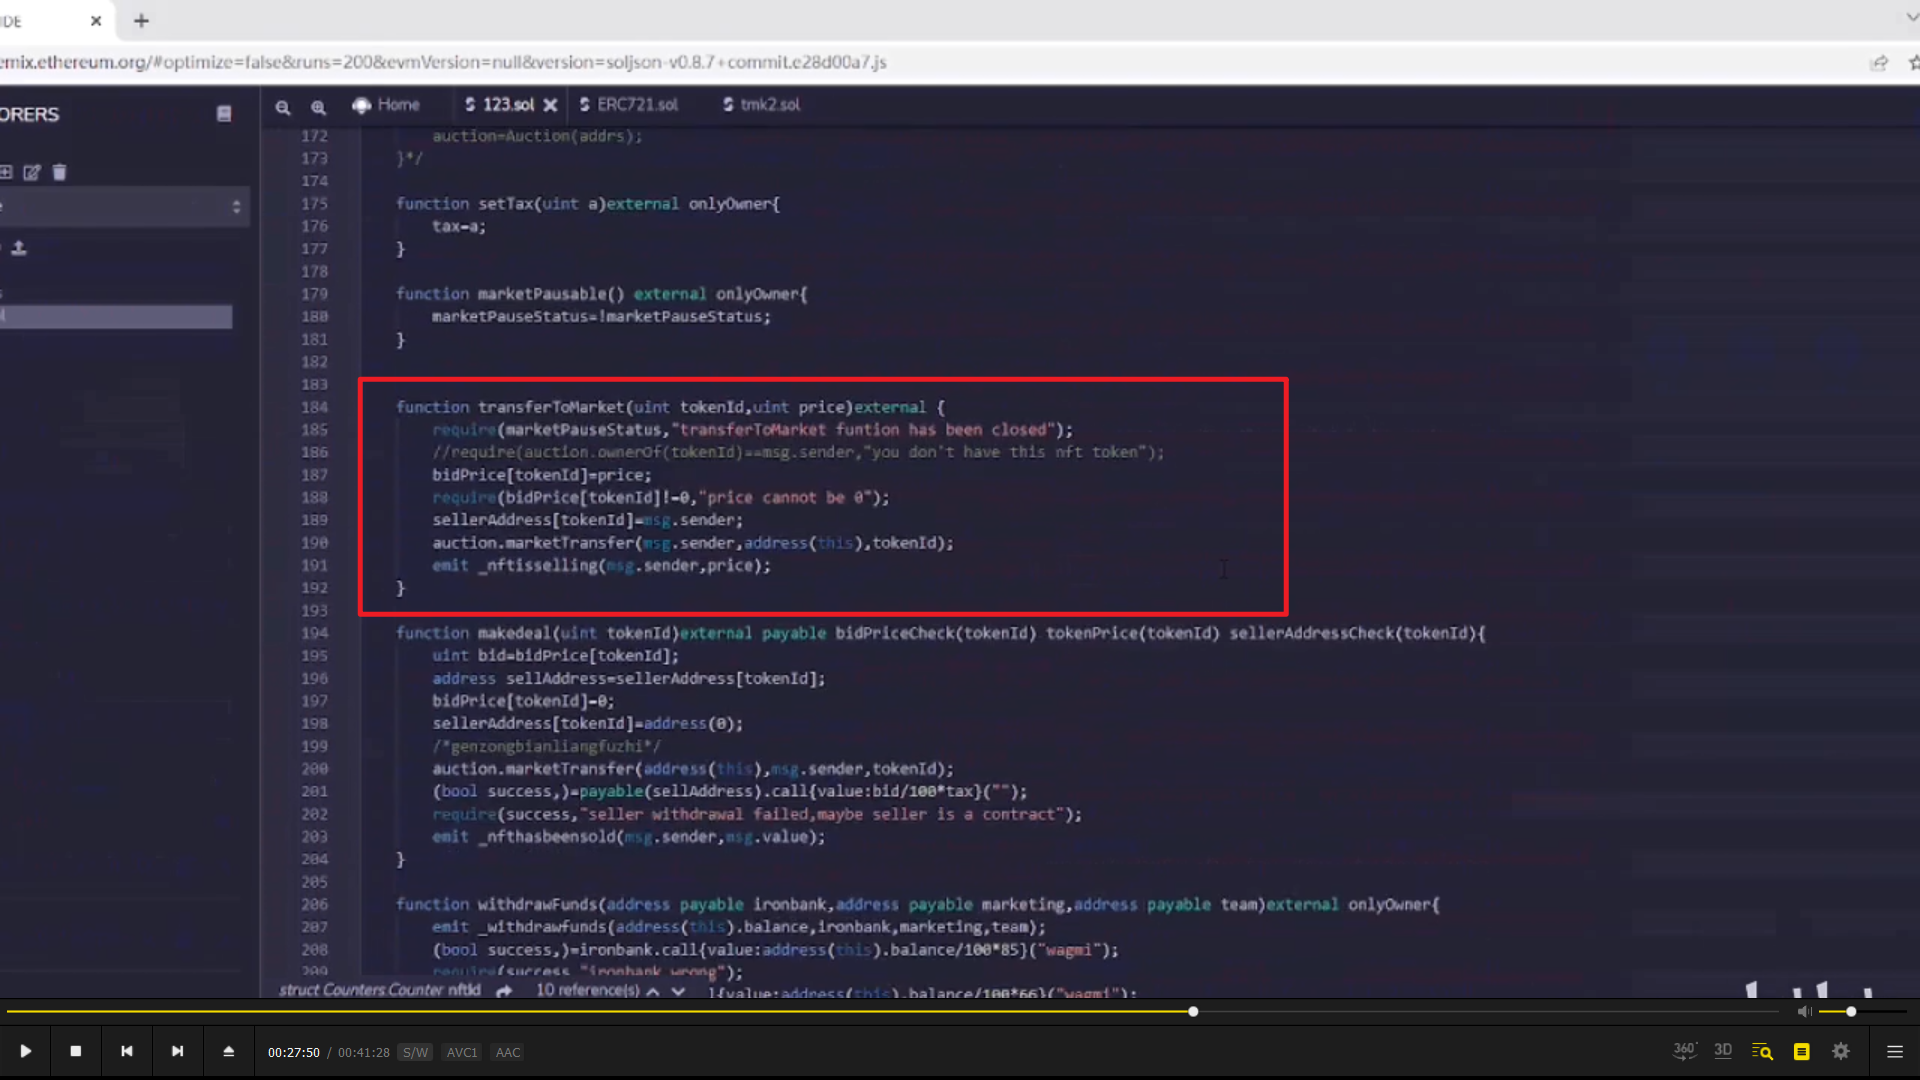 IDE
emix.ethereum.org/#optimize=false&runs=200&evmVersion=null&version=soljson-v0.8.7+commit.e28d00a7.js
ORERS
Home
123.sol
ERC721.sol
tmk2.sol
172 auction=Auction(addrs);
173 }*/
174
175 function setTax(uint a)external onlyOwner{
176 tax=a;
177 }
178
179 function marketPausable() external onlyOwner{
180 marketPauseStatus=!marketPauseStatus;
181 }
182
183
184 function transferToMarket(uint tokenId,uint price)external {
185 require(marketPauseStatus,"transferToMarket funtion has been closed");
186 //require(auction.ownerOf(tokenId)==msg.sender,"you don't have this nft token");
187 bidPrice[tokenId]=price;
188 require(bidPrice[tokenId]!=0,"price cannot be 0");
189 sellerAddress[tokenId]=msg.sender;
190 auction.marketTransfer(msg.sender,address(this),tokenId);
191 emit _nftisselling(msg.sender,price);
192 }
193
194 function makedeal(uint tokenId)external payable bidPriceCheck(tokenId) tokenPrice(tokenId) sellerAddressCheck(tokenId){
195 uint bid=bidPrice[tokenId];
196 address sellAddress=sellerAddress[tokenId];
197 bidPrice[tokenId]=0;
198 sellerAddress[tokenId]=address(0);
199 /*genzongbianliangfuzhi*/
200 auction.marketTransfer(address(this),msg.sender,tokenId);
201 (bool success,)=payable(sellAddress).call{value:bid/100*tax}("");
202 require(success,"seller withdrawal failed,maybe seller is a contract");
203 emit _nfthasbeensold(msg.sender,msg.value);
204 }
205
206 function withdrawFunds(address payable ironbank,address payable marketing,address payable team)external onlyOwner{
207 emit _withdrawfunds(address(this).balance,ironbank,marketing,team);
208 (bool success,)=ironbank.call{value:address(this).balance/100*85}("wagmi");
209 require(success,"ironbank wrong");
struct Counters.Counter nftId 10 reference(s)
l{value:address(this).balance/100*66}("wagmi");
00:27:50 / 00:41:28 S/W AVC1 AAC
360° 3D